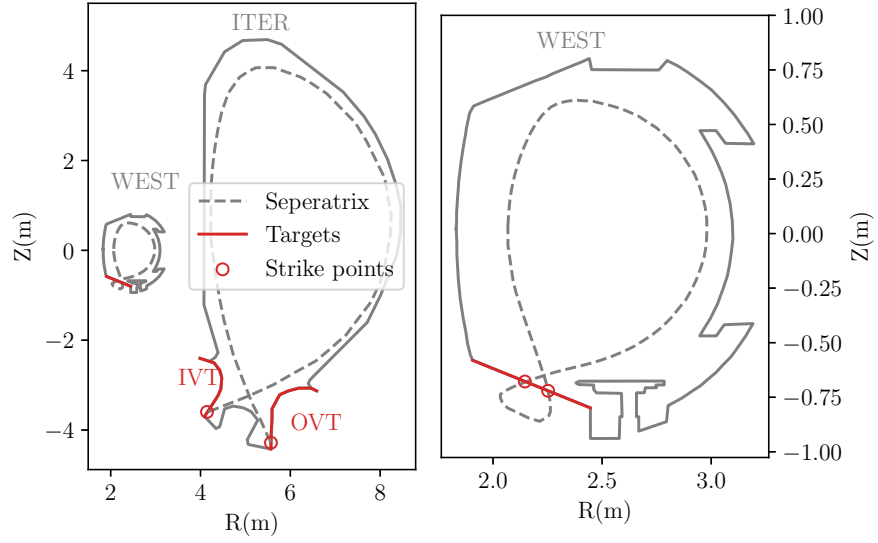 ITER
WEST
Seperatrix
Targets
Strike points
IVT
OVT
4
2
0
−2
−4
Z(m)
2
4
6
8
R(m)
WEST
1.00
0.75
0.50
0.25
0.00
−0.25
−0.50
−0.75
−1.00
Z(m)
2.0
2.5
3.0
R(m)